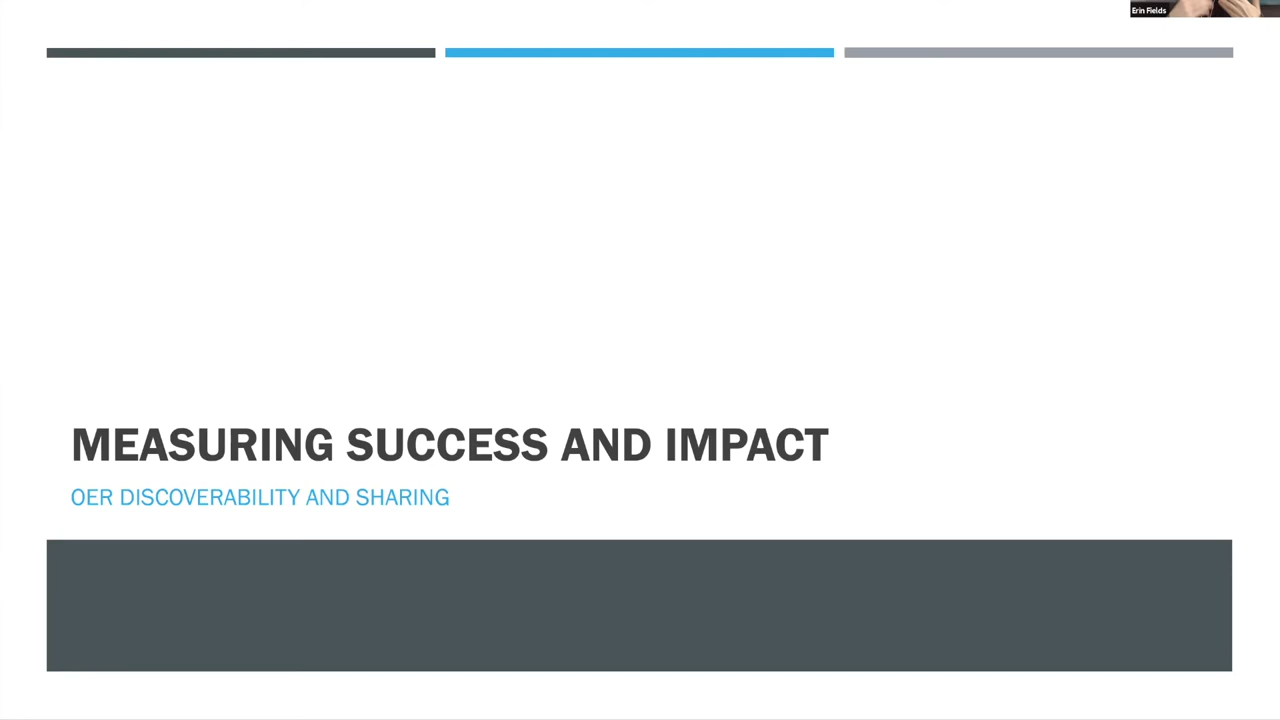 Erin Fields
MEASURING SUCCESS AND IMPACT
OER DISCOVERABILITY AND SHARING